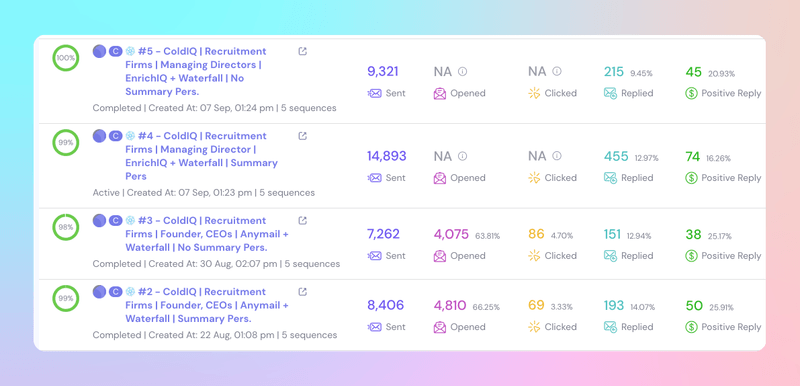 100%
C #5 - ColdIQ | Recruitment
Firms | Managing Directors |
EnrichIQ + Waterfall | No
Summary Pers.
Completed | Created At: 07 Sep, 01:24 pm | 5 sequences
9,321
Sent
NA
Opened
NA
Clicked
215 9.45%
Replied
45 20.93%
Positive Reply
99%
C #4 - ColdIQ | Recruitment
Firms | Managing Director |
EnrichIQ + Waterfall | Summary
Pers
Active | Created At: 07 Sep, 01:23 pm | 5 sequences
14,893
Sent
NA
Opened
NA
Clicked
455 12.97%
Replied
74 16.26%
Positive Reply
98%
C #3 - ColdIQ | Recruitment
Firms | Founder, CEOs | Anymail +
Waterfall | No Summary Pers.
Completed | Created At: 30 Aug, 02:07 pm | 5 sequences
7,262
Sent
4,075 63.81%
Opened
86 4.70%
Clicked
151 12.94%
Replied
38 25.17%
Positive Reply
99%
C #2 - ColdIQ | Recruitment
Firms | Founder, CEOs | Anymail +
Waterfall | Summary Pers.
Completed | Created At: 22 Aug, 01:08 pm | 5 sequences
8,406
Sent
4,810 66.25%
Opened
69 3.33%
Clicked
193 14.07%
Replied
50 25.91%
Positive Reply